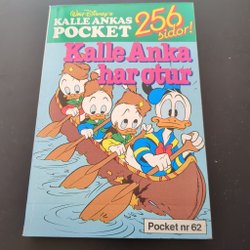 Walt Disney's
KALLE ANKAS
POCKET
256
sidor!
Kalle Anka
har otur
Pocket nr 62